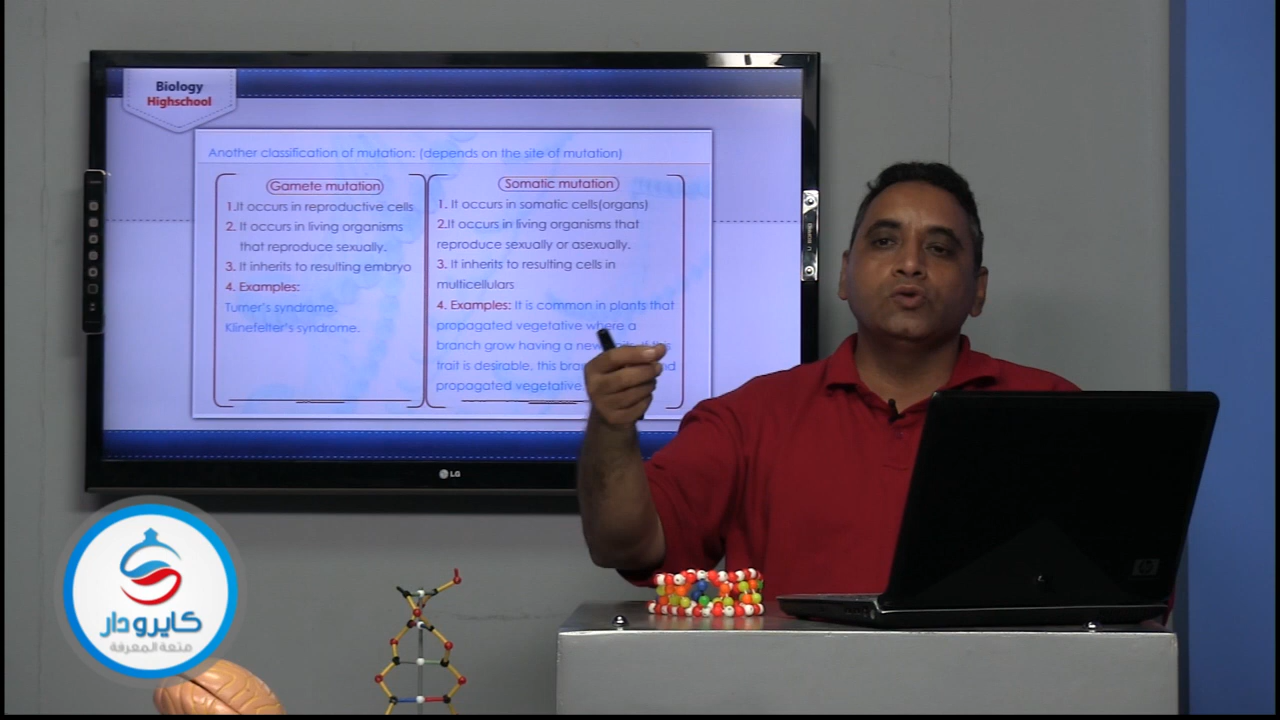 Biology
Highschool
Another classification of mutation: (depends on the site of mutation)
Gamete mutation
1.It occurs in reproductive cells
2. It occurs in living organisms
that reproduce sexually.
3. It inherits to resulting embryo
4. Examples:
Turner's syndrome.
Klinefelter's syndrome.
Somatic mutation
1. It occurs in somatic cells(organs)
2.It occurs in living organisms that
reproduce sexually or asexually.
3. It inherits to resulting cells in
multicellulars
4. Examples: It is common in plants that
propagated vegetative where a
branch grow having a new
trait is desirable, this
propagated vegetative
LG
hp
كايرودار
متعة المعرفة